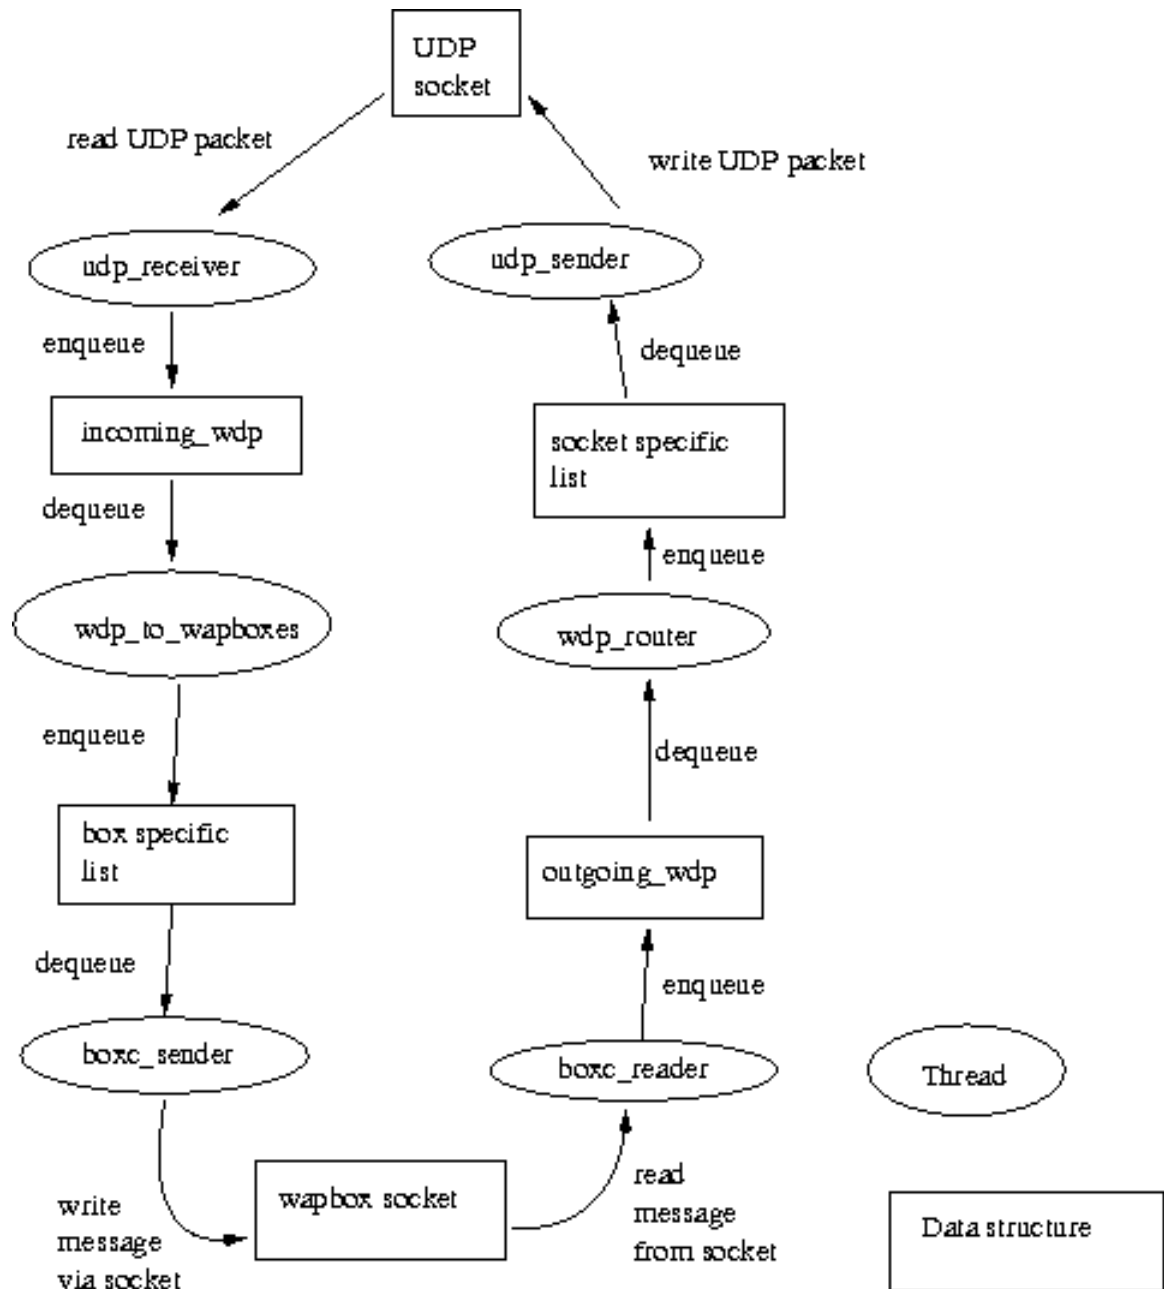 UDP
socket
read UDP packet
write UDP packet
udp_receiver
udp_sender
enqueue
dequeue
incoming_wdp
socket specific
list
dequeue
enqueue
wdp_to_wapboxes
wdp_router
enqueue
dequeue
box specific
list
outgoing_wdp
dequeue
enqueue
boxc_sender
boxc_reader
Thread
write
message
via socket
wapbox socket
read
message
from socket
Data structure